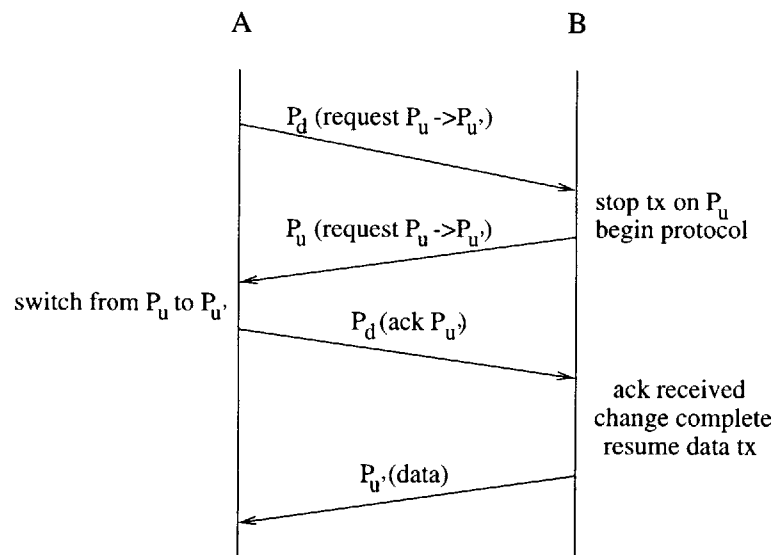 A
B
P_d (request P_u ->P_u')
stop tx on P_u
begin protocol
P_u (request P_u ->P_u')
switch from P_u to P_u'
P_d (ack P_u')
ack received
change complete
resume data tx
P_u' (data)